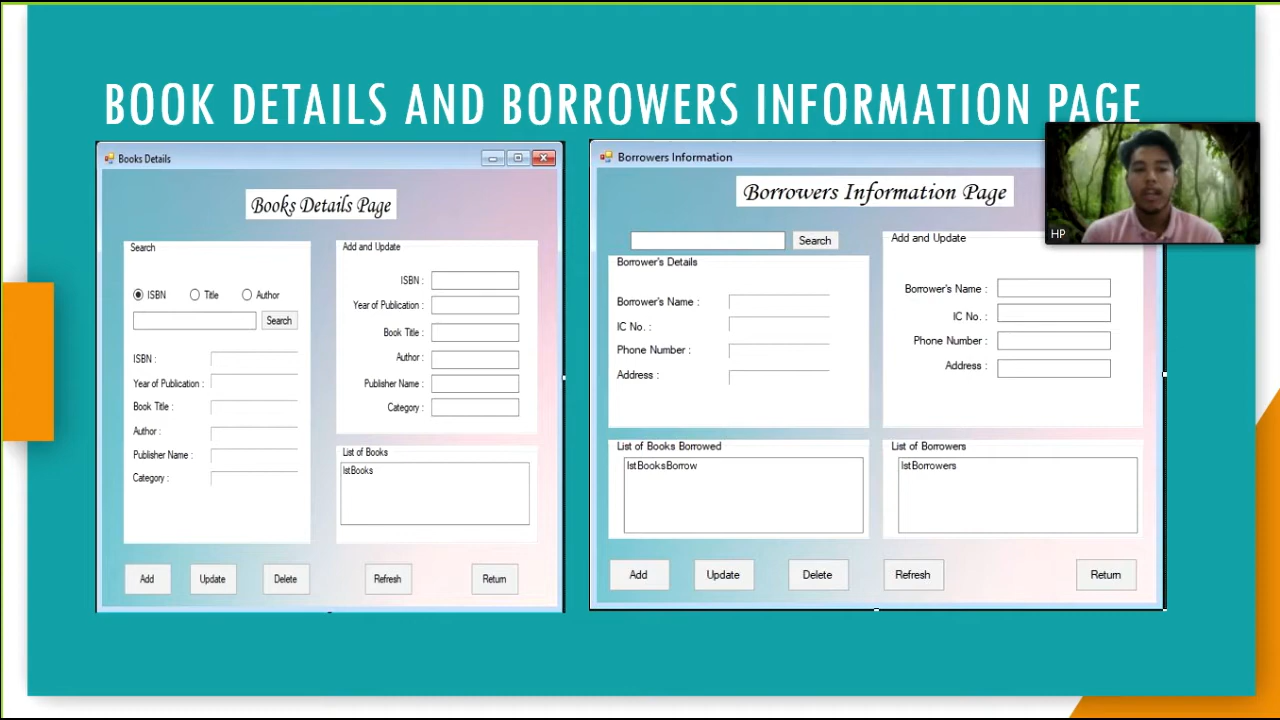 BOOK DETAILS AND BORROWERS INFORMATION PAGE
Books Details
Books Details Page
Search
ISBN Title Author
Search
ISBN :
Year of Publication :
Book Title :
Author :
Publisher Name :
Category :
Add and Update
ISBN :
Year of Publication :
Book Title :
Author :
Publisher Name :
Category :
List of Books
lstBooks
Add Update Delete Refresh Return
Borrowers Information
Borrowers Information Page
Search
Borrower's Details
Borrower's Name :
IC No. :
Phone Number :
Address :
Add and Update
Borrower's Name :
IC No. :
Phone Number :
Address :
List of Books Borrowed
lstBooksBorrow
List of Borrowers
lstBorrowers
Add Update Delete Refresh Return
HP